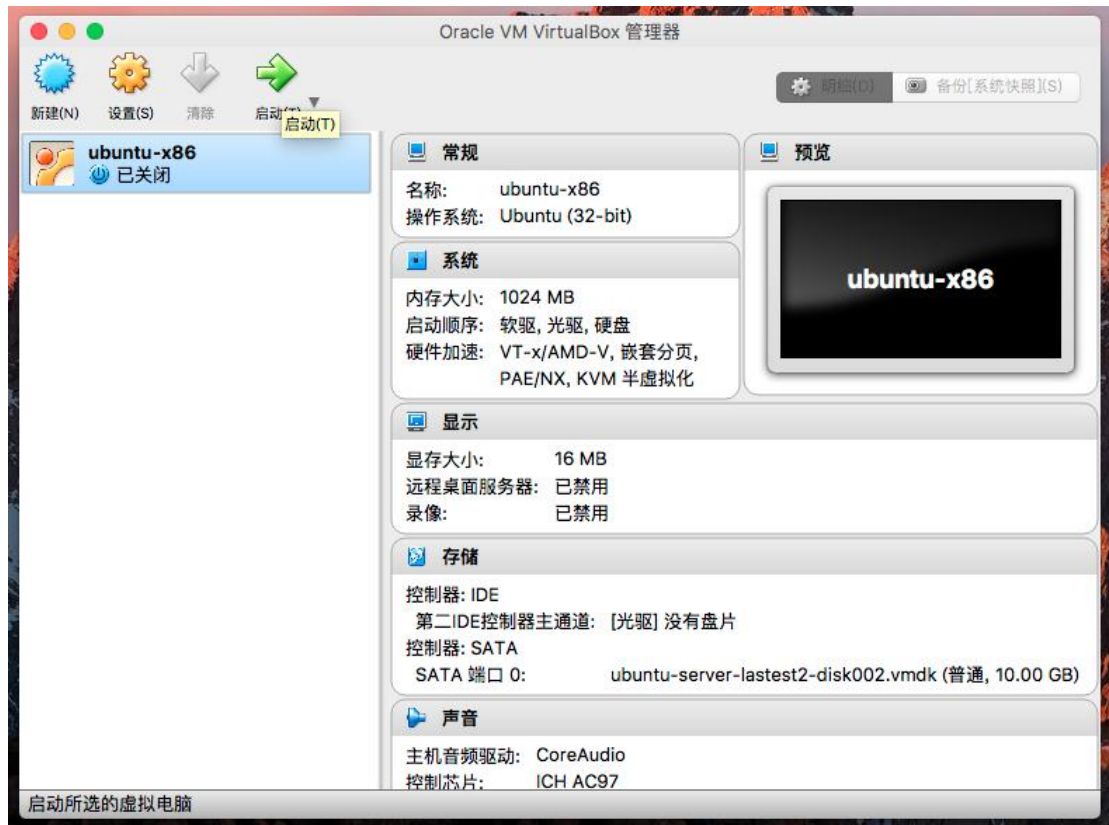 Oracle VM VirtualBox 管理器
新建(N) 设置(S) 清除 启动(T)
启动(T)
明细(D) 备份[系统快照](S)
ubuntu-x86
已关闭
常规
名称: ubuntu-x86
操作系统: Ubuntu (32-bit)
预览
ubuntu-x86
系统
内存大小: 1024 MB
启动顺序: 软驱, 光驱, 硬盘
硬件加速: VT-x/AMD-V, 嵌套分页,
PAE/NX, KVM 半虚拟化
显示
显存大小: 16 MB
远程桌面服务器: 已禁用
录像: 已禁用
存储
控制器: IDE
第二IDE控制器主通道: [光驱] 没有盘片
控制器: SATA
SATA 端口 0: ubuntu-server-lastest2-disk002.vmdk (普通, 10.00 GB)
声音
主机音频驱动: CoreAudio
控制芯片: ICH AC97
启动所选的虚拟电脑